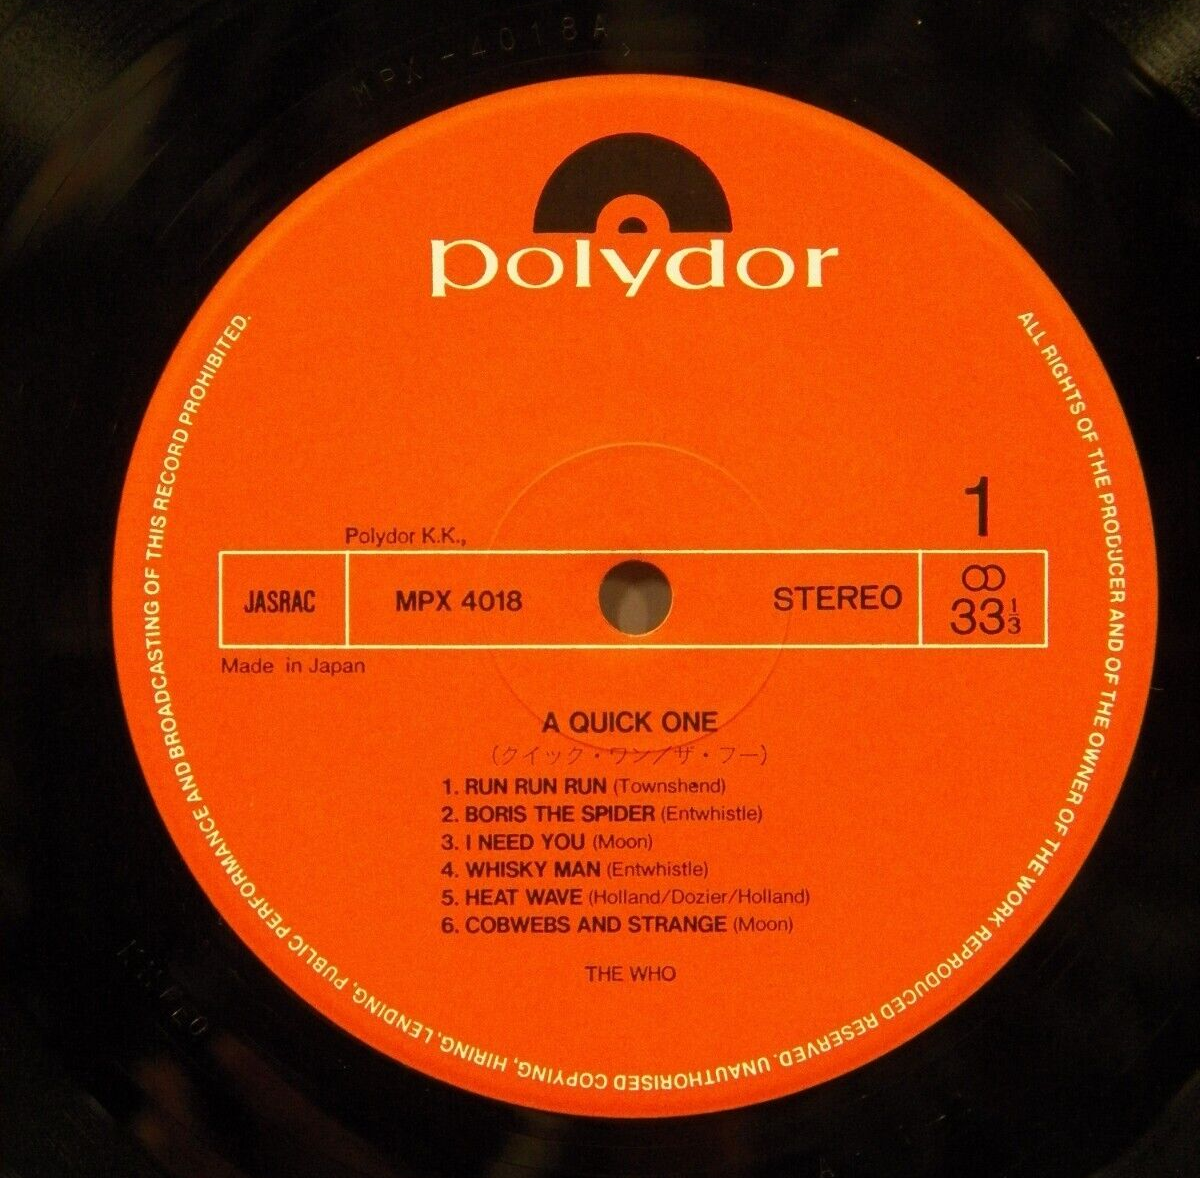 MPX-4018A
polydor
1
Polydor K.K.,
JASRAC MPX 4018 STEREO 33 1/3
Made in Japan
A QUICK ONE
(クイック・ワン/ザ・フー)
1. RUN RUN RUN (Townshend)
2. BORIS THE SPIDER (Entwhistle)
3. I NEED YOU (Moon)
4. WHISKY MAN (Entwhistle)
5. HEAT WAVE (Holland/Dozier/Holland)
6. COBWEBS AND STRANGE (Moon)
THE WHO
ALL RIGHTS OF THE PRODUCER AND OF THE OWNER OF THE WORK REPRODUCED RESERVED. UNAUTHORISED COPYING, HIRING, LENDING, PUBLIC PERFORMANCE AND BROADCASTING OF THIS RECORD PROHIBITED.